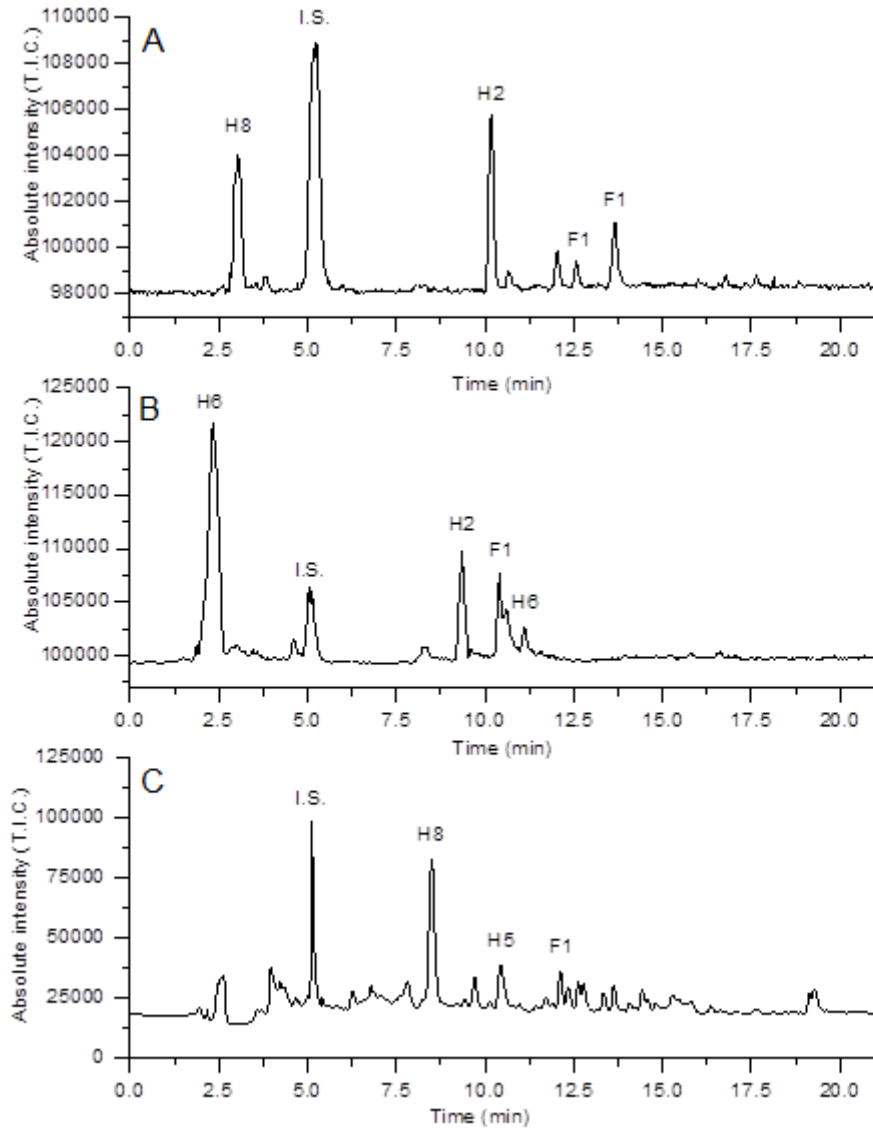 A
I.S.
H8
H2
F1
F1
Absolute intensity (T.I.C.)
110000
108000
106000
104000
102000
100000
98000
0.0 2.5 5.0 7.5 10.0 12.5 15.0 17.5 20.0
Time (min)
B
H6
I.S.
H2
F1
H6
Absolute intensity (T.I.C.)
125000
120000
115000
110000
105000
100000
0.0 2.5 5.0 7.5 10.0 12.5 15.0 17.5 20.0
Time (min)
C
I.S.
H8
H5
F1
Absolute intensity (T.I.C.)
125000
100000
75000
50000
25000
0
0.0 2.5 5.0 7.5 10.0 12.5 15.0 17.5 20.0
Time (min)